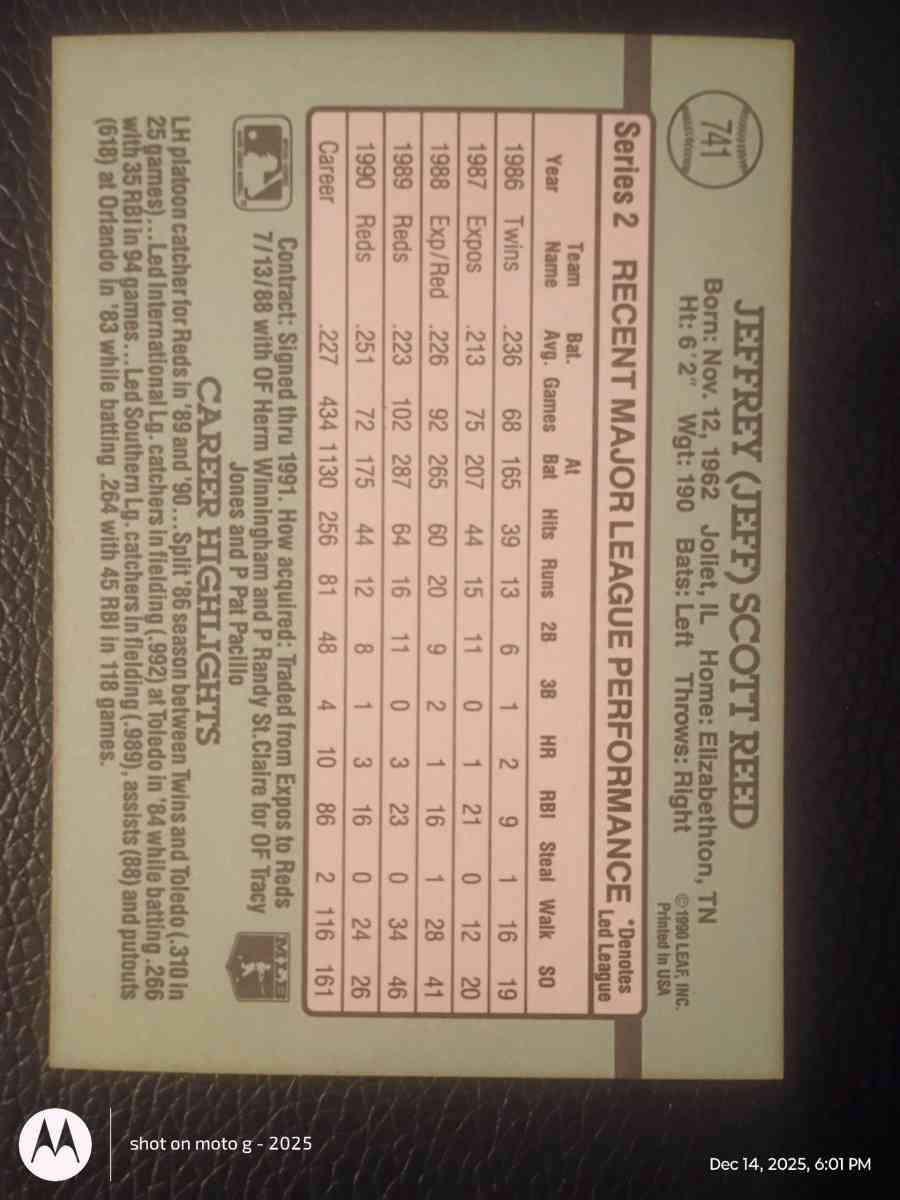 741
JEFFREY (JEFF) SCOTT REED
Born: Nov. 12, 1962 Joliet, IL Home: Elizabethton, TN
Ht: 6'2" Wgt: 190 Bats: Left Throws: Right
©1990 LEAF, INC.
Printed in USA
Series 2 RECENT MAJOR LEAGUE PERFORMANCE *Denotes Led League
Year Team Name Bat. Avg. Games At Bat Hits Runs 2B 3B HR RBI Steal Walk SO
1986 Twins .236 68 165 39 13 6 1 2 9 1 16 19
1987 Expos .213 75 207 44 15 11 0 1 21 0 12 20
1988 Exp/Red .226 92 265 60 20 9 2 1 16 1 28 41
1989 Reds .223 102 287 64 16 11 0 3 23 0 34 46
1990 Reds .251 72 175 44 12 8 1 3 16 0 24 26
Career .227 434 1130 256 81 48 4 10 86 2 116 161
Contract: Signed thru 1991. How acquired: Traded from Expos to Reds
7/13/88 with OF Herm Winningham and P Randy St.Claire for OF Tracy
Jones and P Pat Pacillo
MLB
CAREER HIGHLIGHTS
LH platoon catcher for Reds in '89 and '90...Split '86 season between Twins and Toledo (.310 in
25 games)...Led International Lg. catchers in fielding (.992) at Toledo in '84 while batting .266
with 35 RBI in 94 games...Led Southern Lg. catchers in fielding (.989), assists (88) and putouts
(618) at Orlando in '83 while batting .264 with 45 RBI in 118 games.
shot on moto g - 2025
Dec 14, 2025, 6:01 PM